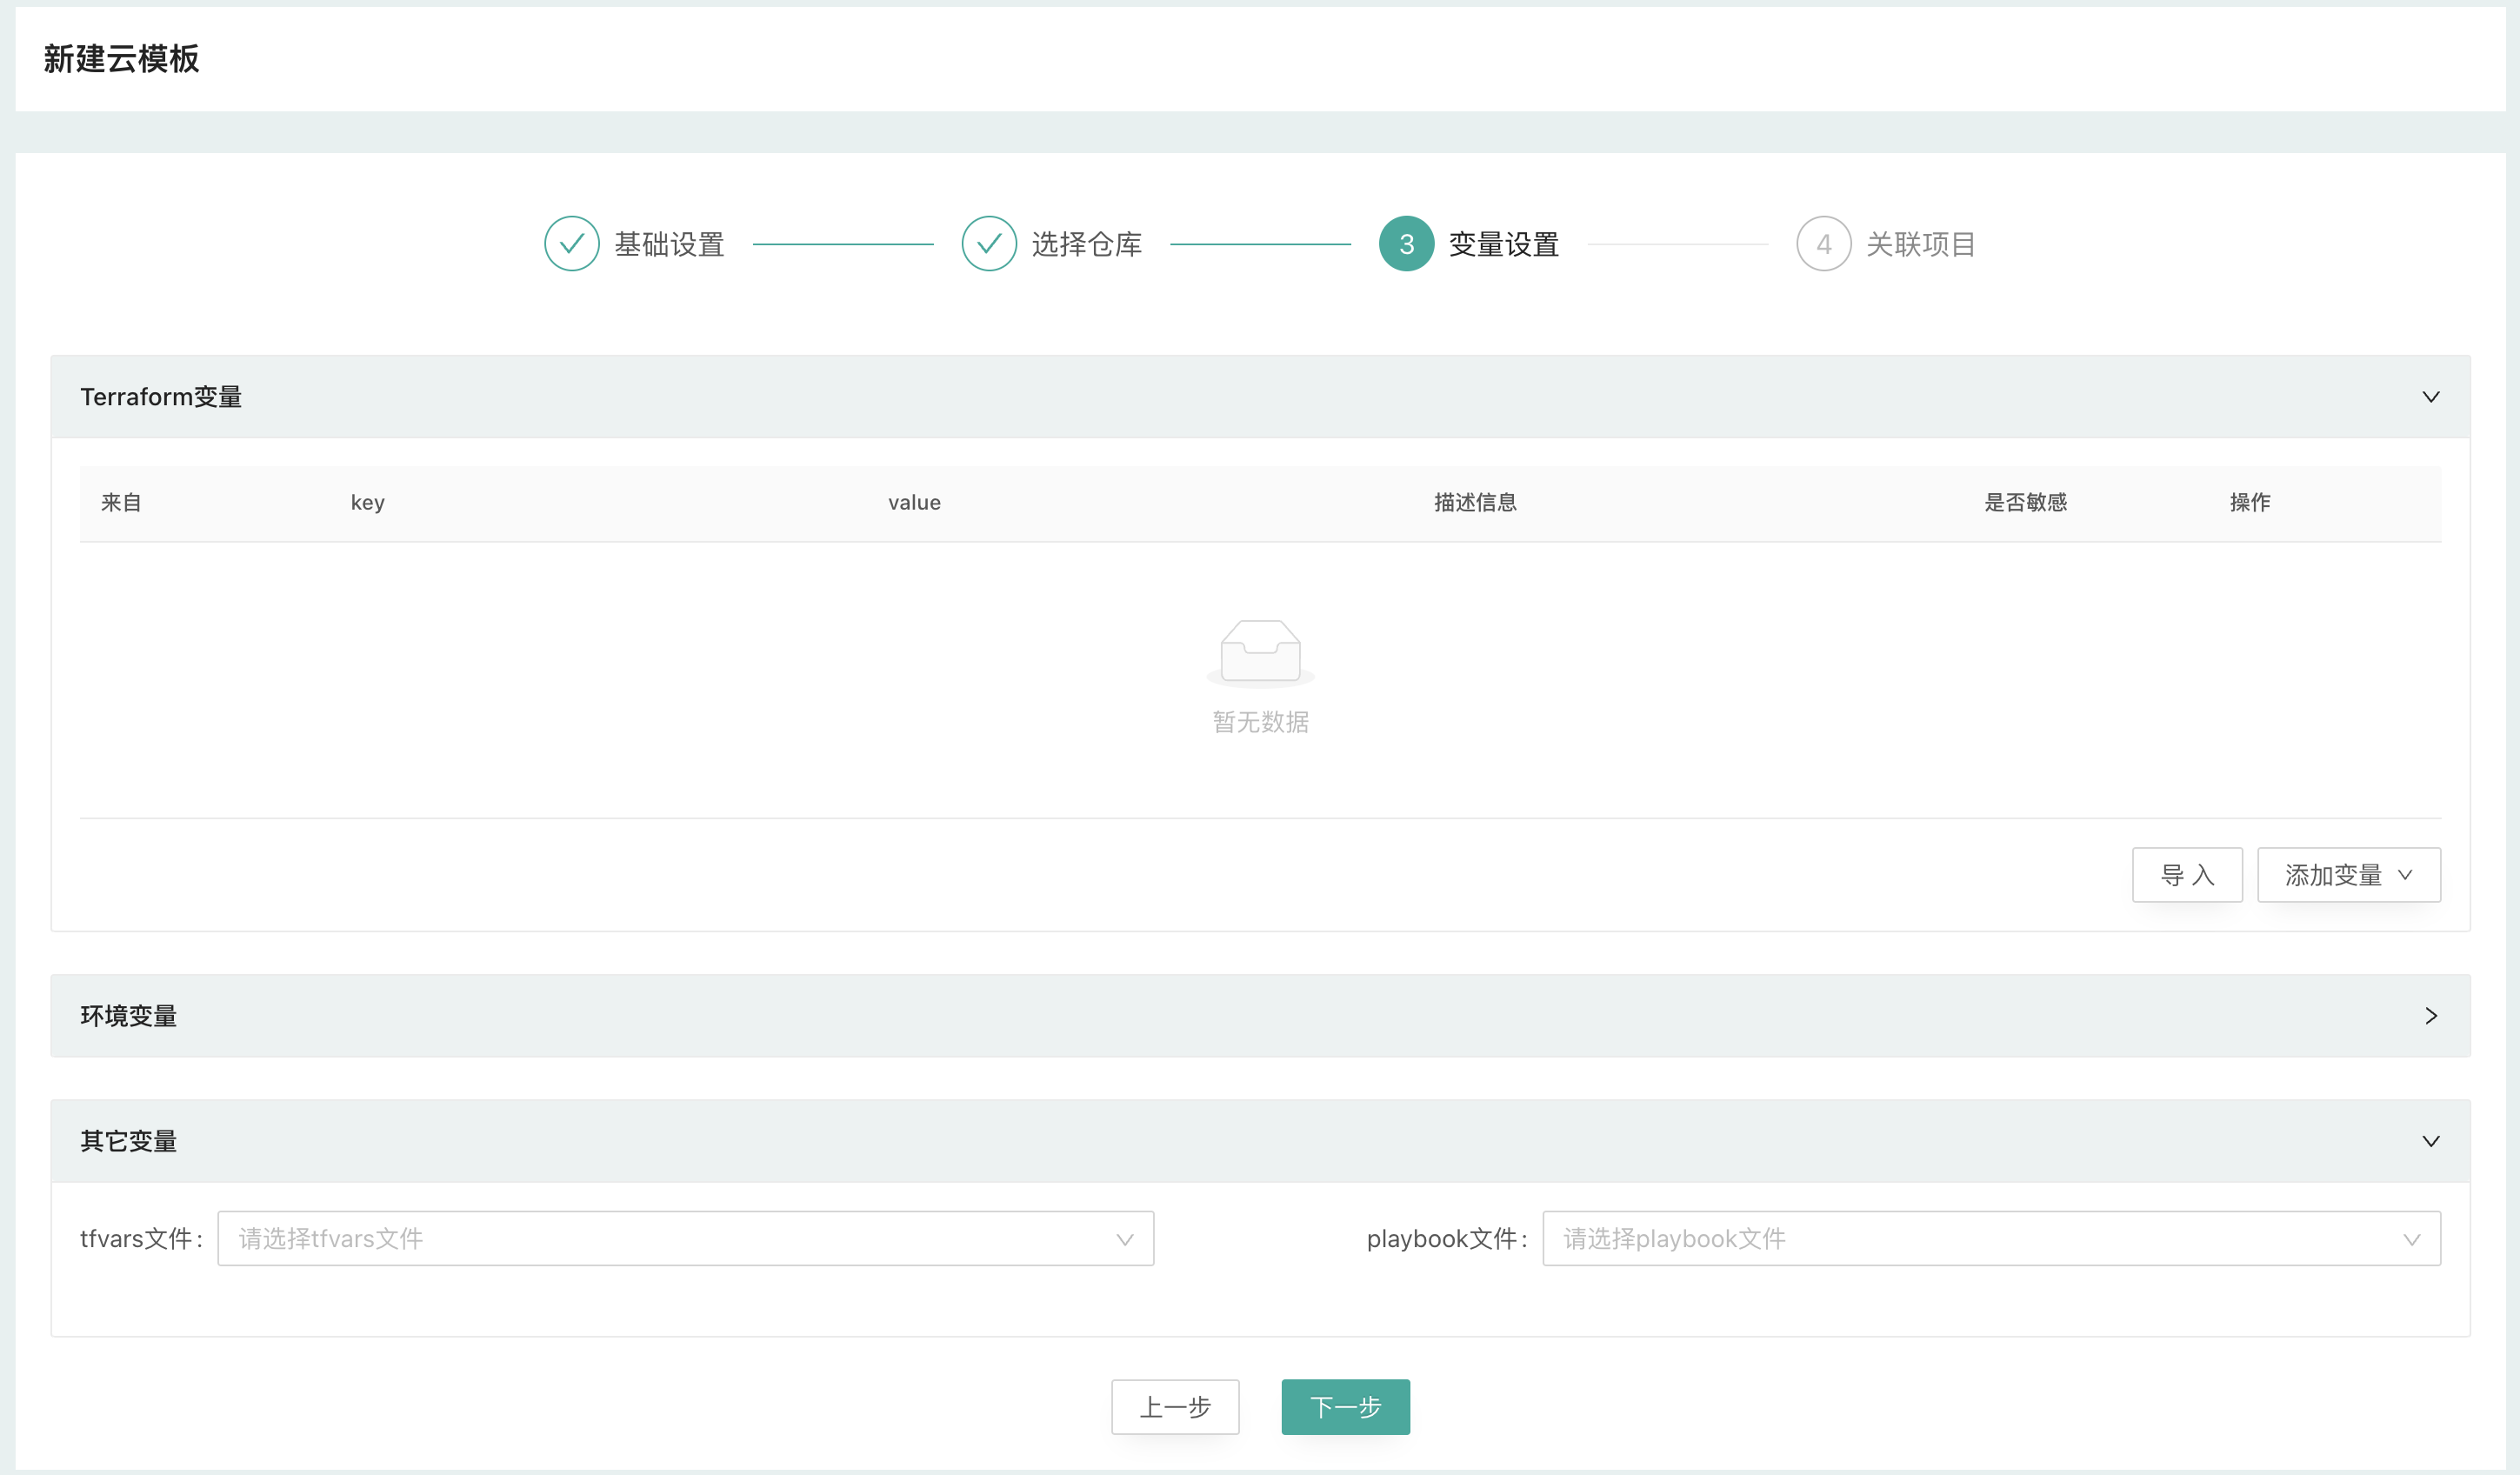 新建云模板
基础设置 选择仓库 3 变量设置 4 关联项目
Terraform变量
来自 key value 描述信息 是否敏感 操作
暂无数据
导 入 添加变量
环境变量
其它变量
tfvars文件: 请选择tfvars文件 playbook文件: 请选择playbook文件
上一步 下一步